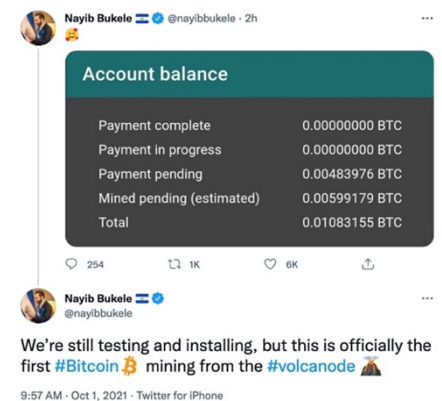 Nayib Bukele 🇸🇻 @nayibbukele · 2h
🥰
Account balance
Payment complete 0.00000000 BTC
Payment in progress 0.00000000 BTC
Payment pending 0.00483976 BTC
Mined pending (estimated) 0.00599179 BTC
Total 0.01083155 BTC
254 1K 6K
Nayib Bukele 🇸🇻
@nayibbukele
We're still testing and installing, but this is officially the
first #Bitcoin ₿ mining from the #volcanode 🌋
9:57 AM · Oct 1, 2021 · Twitter for iPhone